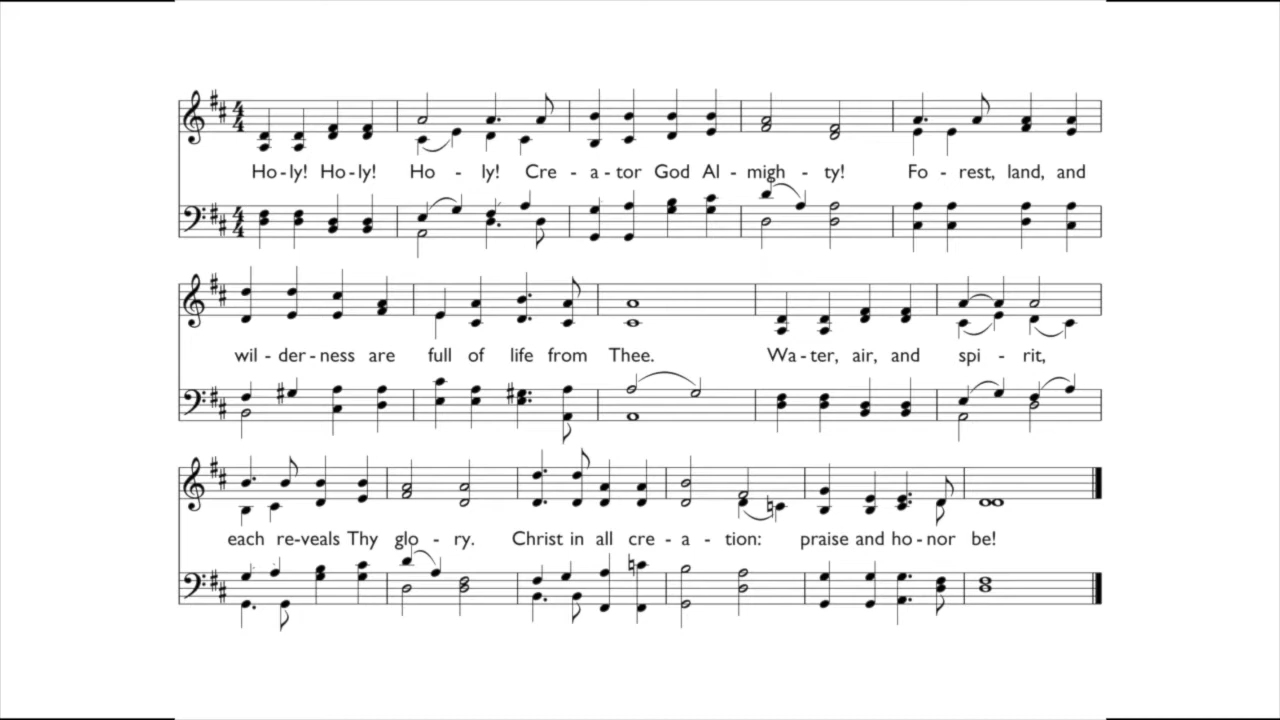 Ho-ly! Ho-ly! Ho - ly! Cre - a-tor God Al-migh - ty! Fo - rest, land, and
wil-der-ness are full of life from Thee. Wa-ter, air, and spi - rit,
each re-veals Thy glo - ry. Christ in all cre - a - tion: praise and ho-nor be!